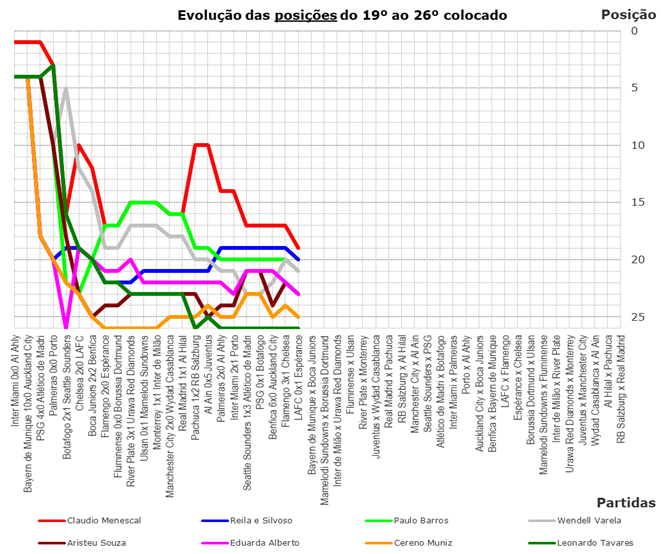 Evolução das posições do 19º ao 26º colocado
Posição
0
5
10
15
20
25
Inter Miami 0x0 Al Ahly
Bayern de Munique 10x0 Auckland City
PSG 4x0 Atlético de Madri
Palmeiras 0x0 Porto
Botafogo 2x1 Seattle Sounders
Chelsea 2x0 LAFC
Boca Juniors 2x2 Benfica
Flamengo 2x0 Espérance
Fluminense 0x0 Borussia Dortmund
River Plate 3x1 Urawa Red Diamonds
Ulsan 0x1 Mamelodi Sundowns
Monterrey 1x1 Inter de Milão
Manchester City 2x0 Wydad Casablanca
Real Madrid 1x1 Al Hilal
Pachuca 1x2 RB Salzburg
Al Ain 0x5 Juventus
Palmeiras 2x0 Al Ahly
Inter Miami 2x1 Porto
Seattle Sounders 1x3 Atlético de Madri
PSG 0x1 Botafogo
Benfica 6x0 Auckland City
Flamengo 3x1 Chelsea
LAFC 0x1 Espérance
Bayern de Munique x Boca Juniors
Mamelodi Sundowns x Borussia Dortmund
Inter de Milão x Urawa Red Diamonds
Fluminense x Ulsan
River Plate x Monterrey
Juventus x Wydad Casablanca
Real Madrid x Pachuca
RB Salzburg x Al Hilal
Manchester City x Al Ain
Seattle Sounders x PSG
Atlético de Madri x Botafogo
Inter Miami x Palmeiras
Porto x Al Ahly
Auckland City x Boca Juniors
Benfica x Bayern de Munique
LAFC x Flamengo
Espérance x Chelsea
Borussia Dortmund x Ulsan
Mamelodi Sundowns x Fluminense
Inter de Milão x River Plate
Urawa Red Diamonds x Monterrey
Juventus x Manchester City
Wydad Casablanca x Al Ain
Al Hilal x Pachuca
RB Salzburg x Real Madrid
Partidas
Claudio Menescal
Reila e Silvoso
Paulo Barros
Wendell Varela
Aristeu Souza
Eduarda Alberto
Cereno Muniz
Leonardo Tavares